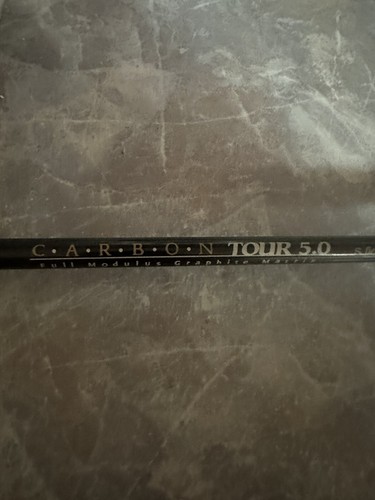 C·A·R·B·O·N TOUR 5.0
Full Modulus Graphite Matrix